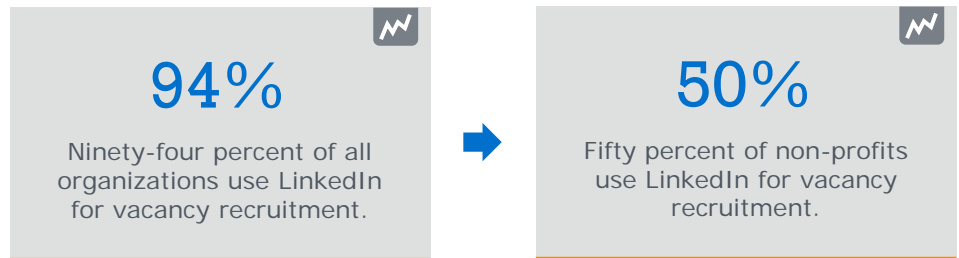 94%
Ninety-four percent of all
organizations use LinkedIn
for vacancy recruitment.
50%
Fifty percent of non-profits
use LinkedIn for vacancy
recruitment.